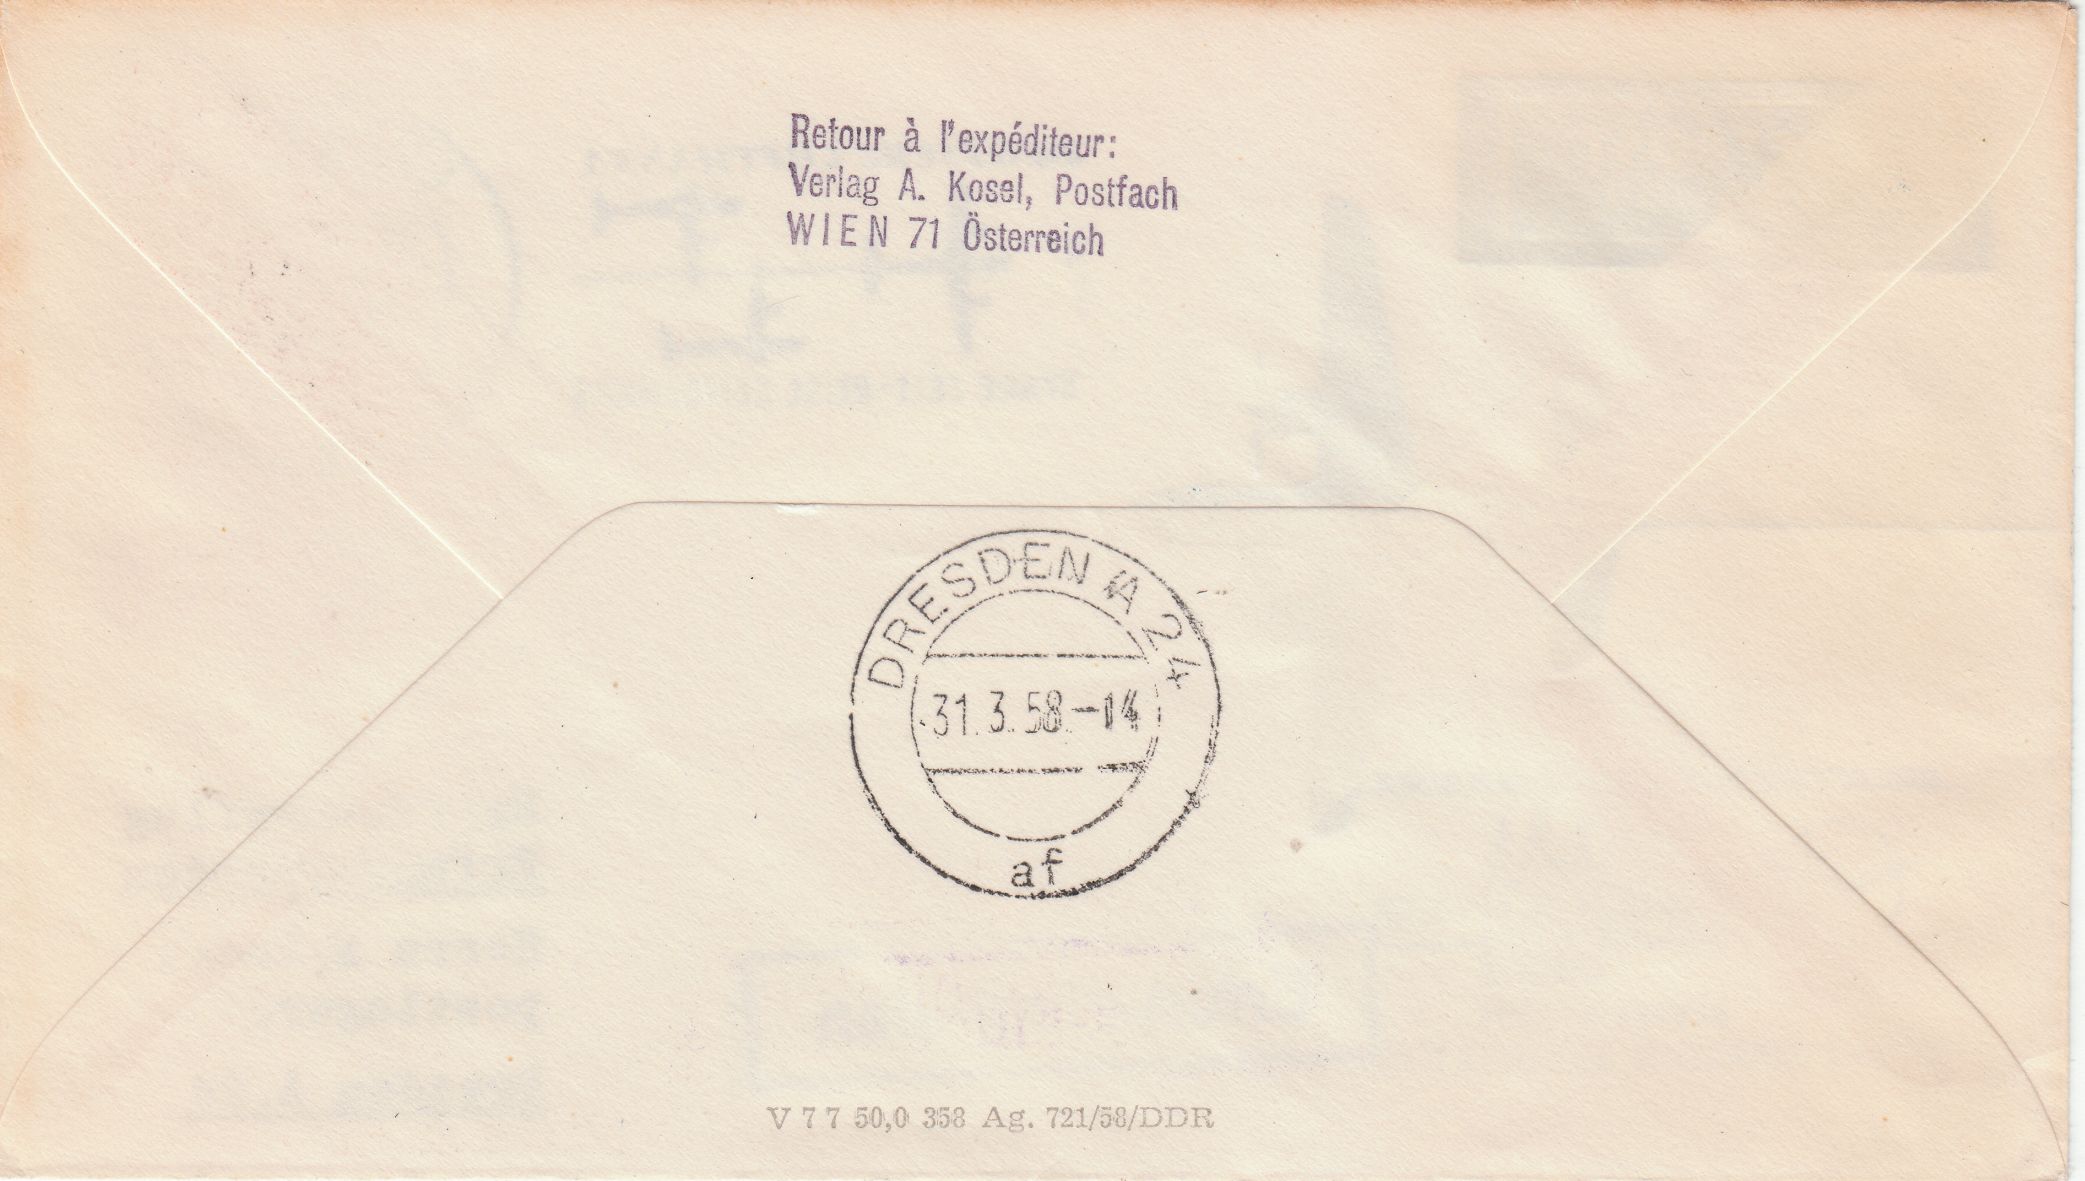 Retour à l'expéditeur:
Verlag A. Kosel, Postfach
WIEN 71 Österreich
DRESDEN A 24
31.3.58.-14
af
V 7 7 50,0 358 Ag. 721/58/DDR